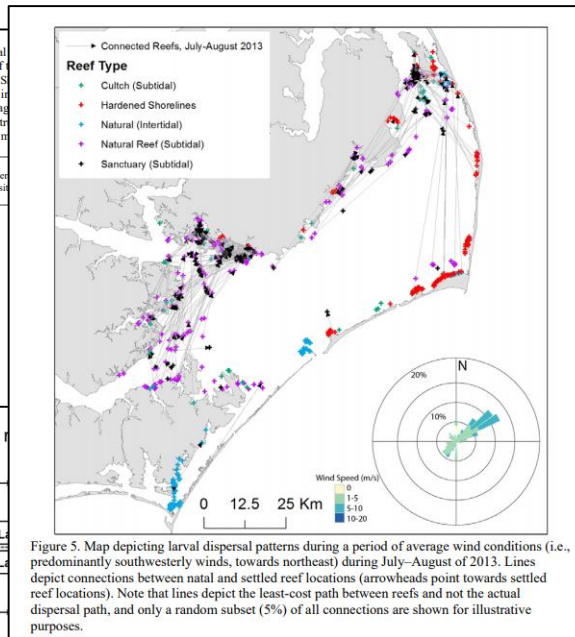 Connected Reefs, July-August 2013
Reef Type
Cultch (Subtidal)
Hardened Shorelines
Natural (Intertidal)
Natural Reef (Subtidal)
Sanctuary (Subtidal)
N
20%
10%
Wind Speed (m/s)
0
1-5
5-10
10-20
0 12.5 25 Km
Figure 5. Map depicting larval dispersal patterns during a period of average wind conditions (i.e.,
predominantly southwesterly winds, towards northeast) during July–August of 2013. Lines
depict connections between natal and settled reef locations (arrowheads point towards settled
reef locations). Note that lines depict the least-cost path between reefs and not the actual
dispersal path, and only a random subset (5%) of all connections are shown for illustrative
purposes.